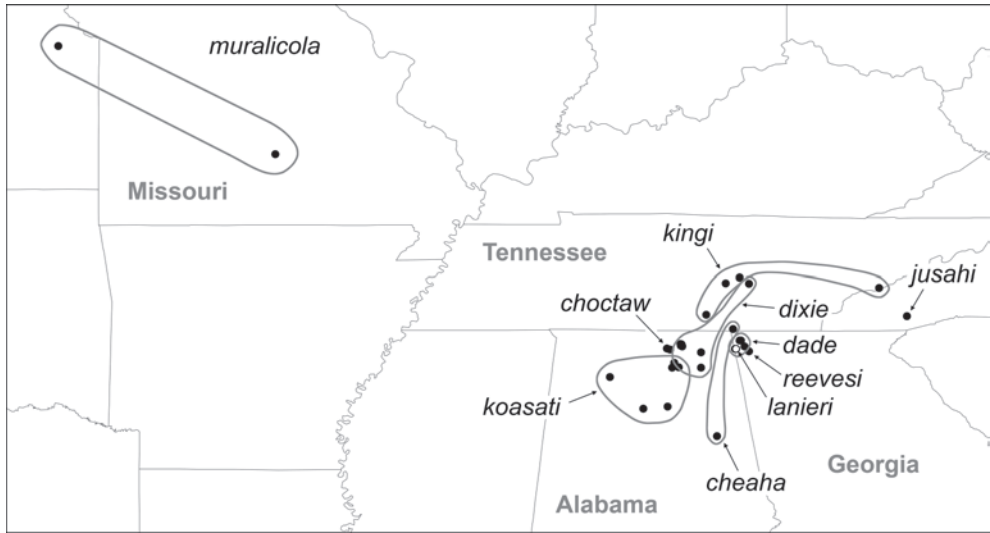 muralicola
Missouri
kingi
Tennessee
jusahi
choctaw
dixie
dade
reevesi
koasati
lanieri
Georgia
cheaha
Alabama